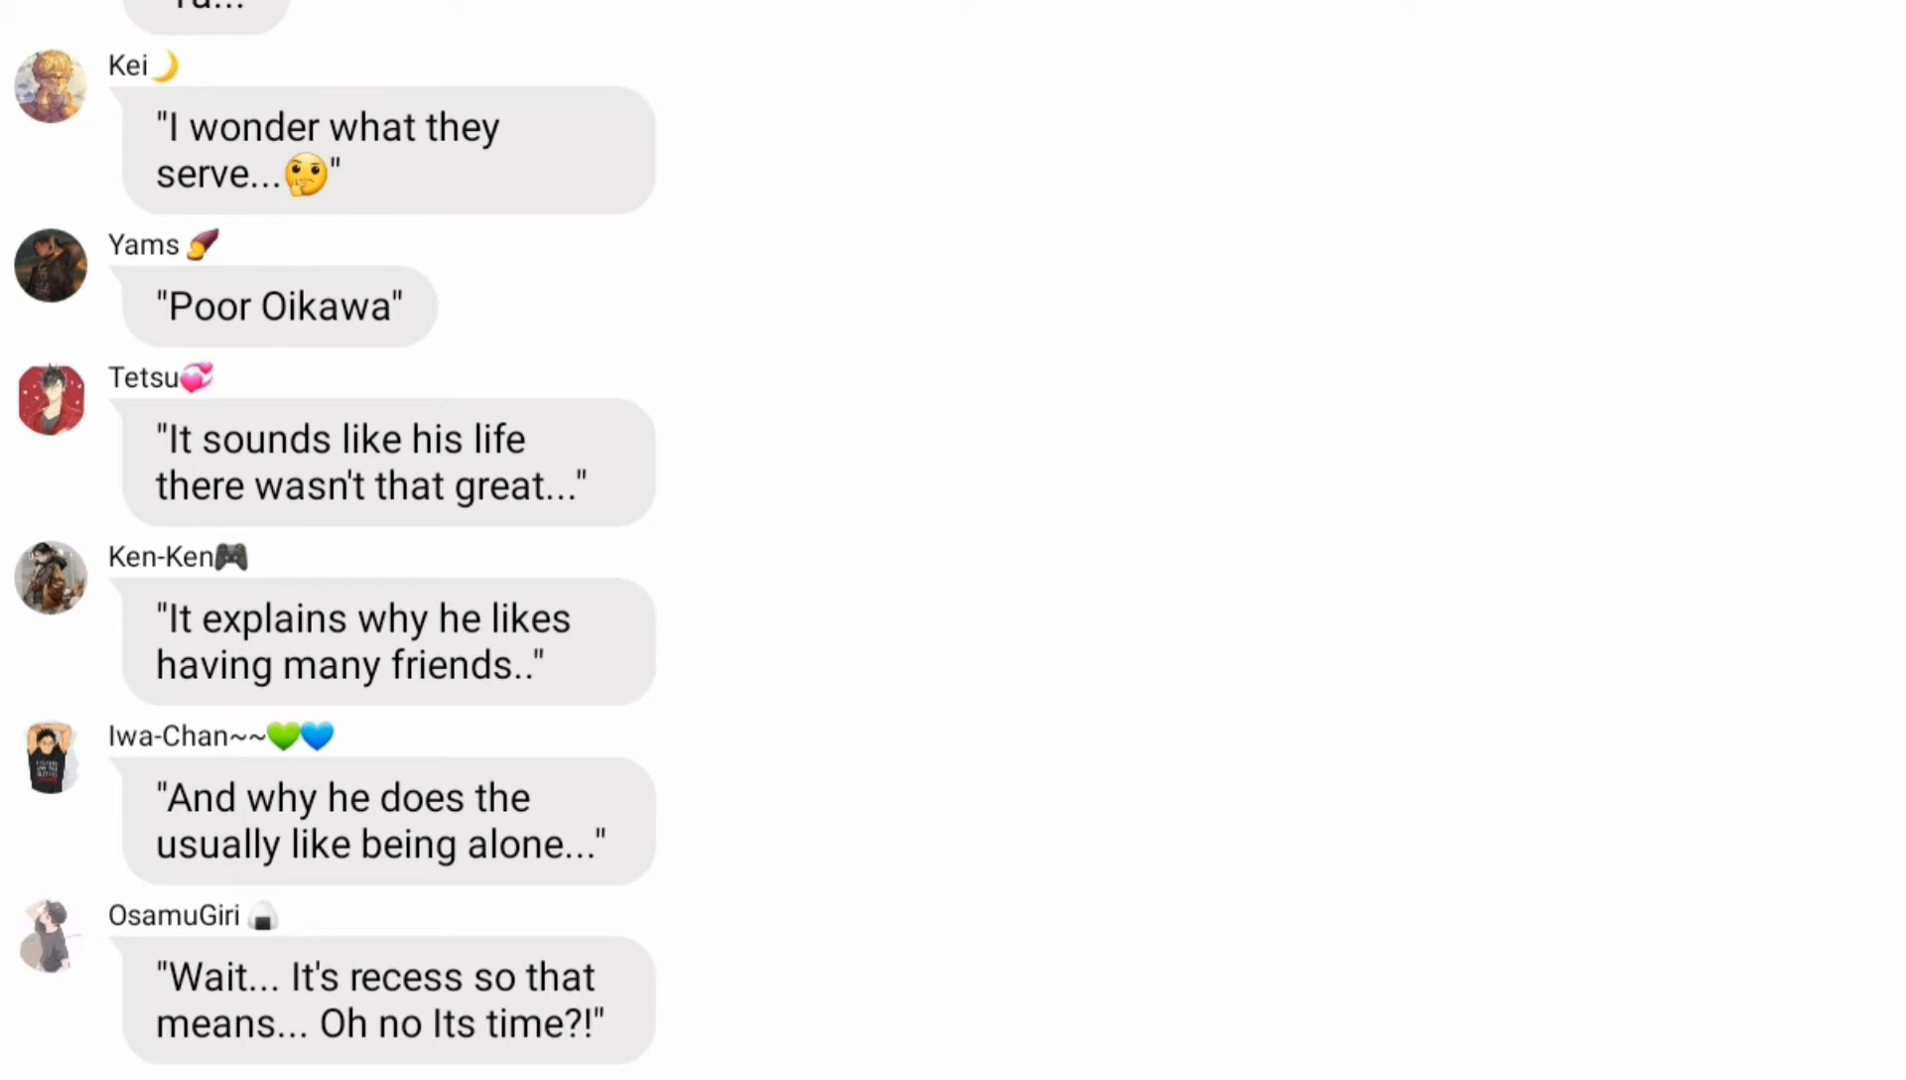 Kei🌙
"I wonder what they
serve...🤔"
Yams 🍠
"Poor Oikawa"
Tetsu💞
"It sounds like his life
there wasn't that great..."
Ken-Ken🎮
"It explains why he likes
having many friends.."
Iwa-Chan~~💚💙
"And why he does the
usually like being alone..."
OsamuGiri 🍙
"Wait... It's recess so that
means... Oh no Its time?!"